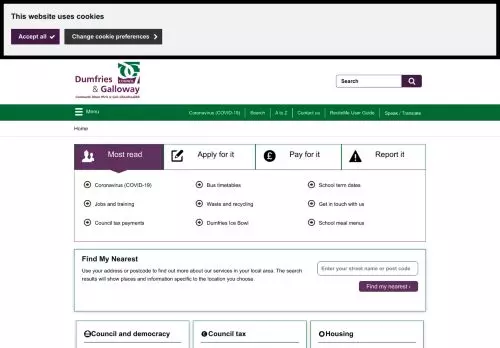 This website uses cookies
Accept all
Change cookie preferences
Dumfries
& Galloway
COUNCIL
Search
Menu
Coronavirus (COVID-19) Search A to Z Contact us ReciteMe User Guide Speak / Translate
Home
Most read Apply for it Pay for it Report it
Coronavirus (COVID-19) Bus timetables School term dates
Jobs and training Waste and recycling Get in touch with us
Council tax payments Dumfries Ice Bowl School meal menus
Find My Nearest
Use your address or postcode to find out more about our services in your local area. The search
results will show places and information specific to the location you choose
Enter your street name or post code
Find my nearest ›
Council and democracy Council tax Housing